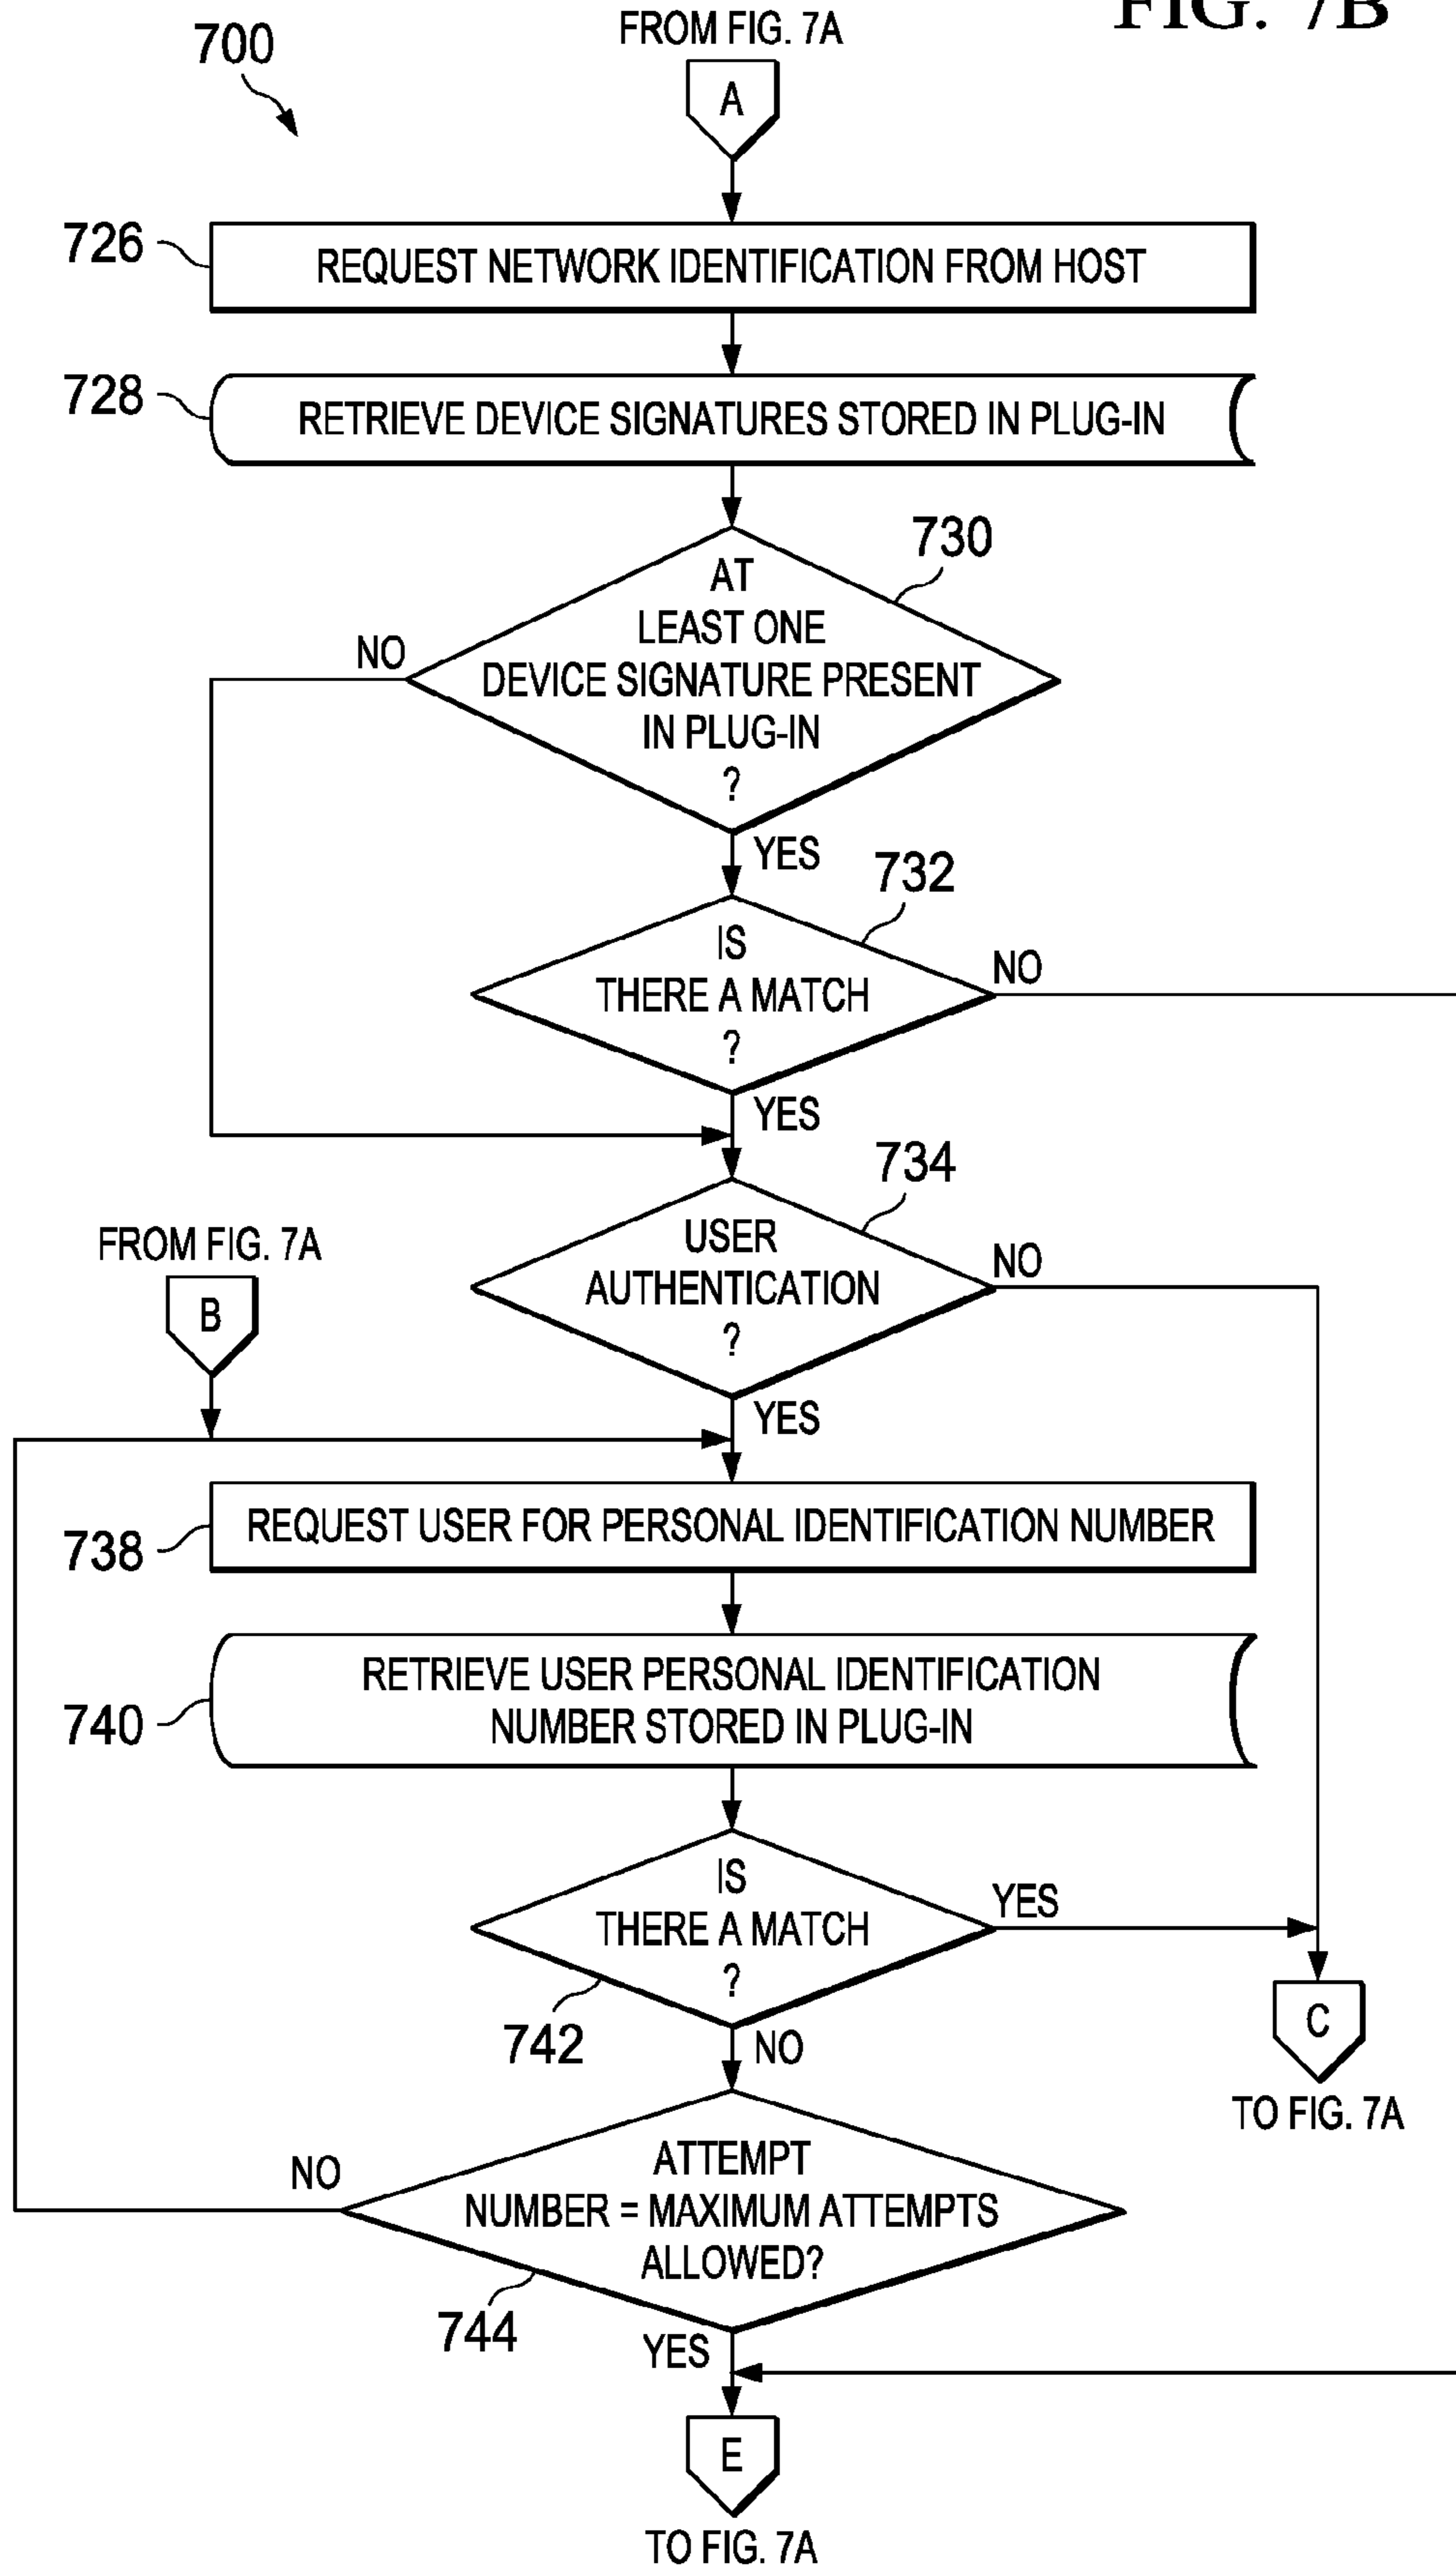 FIG. 7B
700
FROM FIG. 7A
A
726
REQUEST NETWORK IDENTIFICATION FROM HOST
728
RETRIEVE DEVICE SIGNATURES STORED IN PLUG-IN
730
AT
LEAST ONE
DEVICE SIGNATURE PRESENT
IN PLUG-IN
?
NO
YES
732
IS
THERE A MATCH
?
NO
YES
734
USER
AUTHENTICATION
?
NO
YES
FROM FIG. 7A
B
738
REQUEST USER FOR PERSONAL IDENTIFICATION NUMBER
740
RETRIEVE USER PERSONAL IDENTIFICATION
NUMBER STORED IN PLUG-IN
IS
THERE A MATCH
?
YES
742
NO
C
TO FIG. 7A
ATTEMPT
NUMBER = MAXIMUM ATTEMPTS
ALLOWED?
NO
744
YES
E
TO FIG. 7A